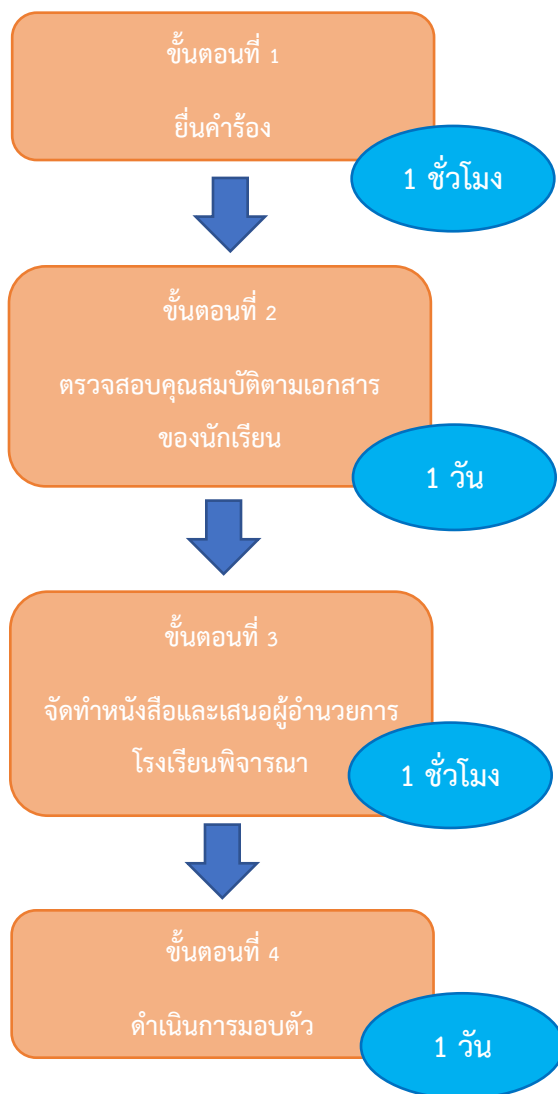 ขั้นตอนที่ 1
ยื่นคำร้อง
1 ชั่วโมง
ขั้นตอนที่ 2
ตรวจสอบคุณสมบัติตามเอกสาร
ของนักเรียน
1 วัน
ขั้นตอนที่ 3
จัดทำหนังสือและเสนอผู้อำนวยการ
โรงเรียนพิจารณา
1 ชั่วโมง
ขั้นตอนที่ 4
ดำเนินการมอบตัว
1 วัน